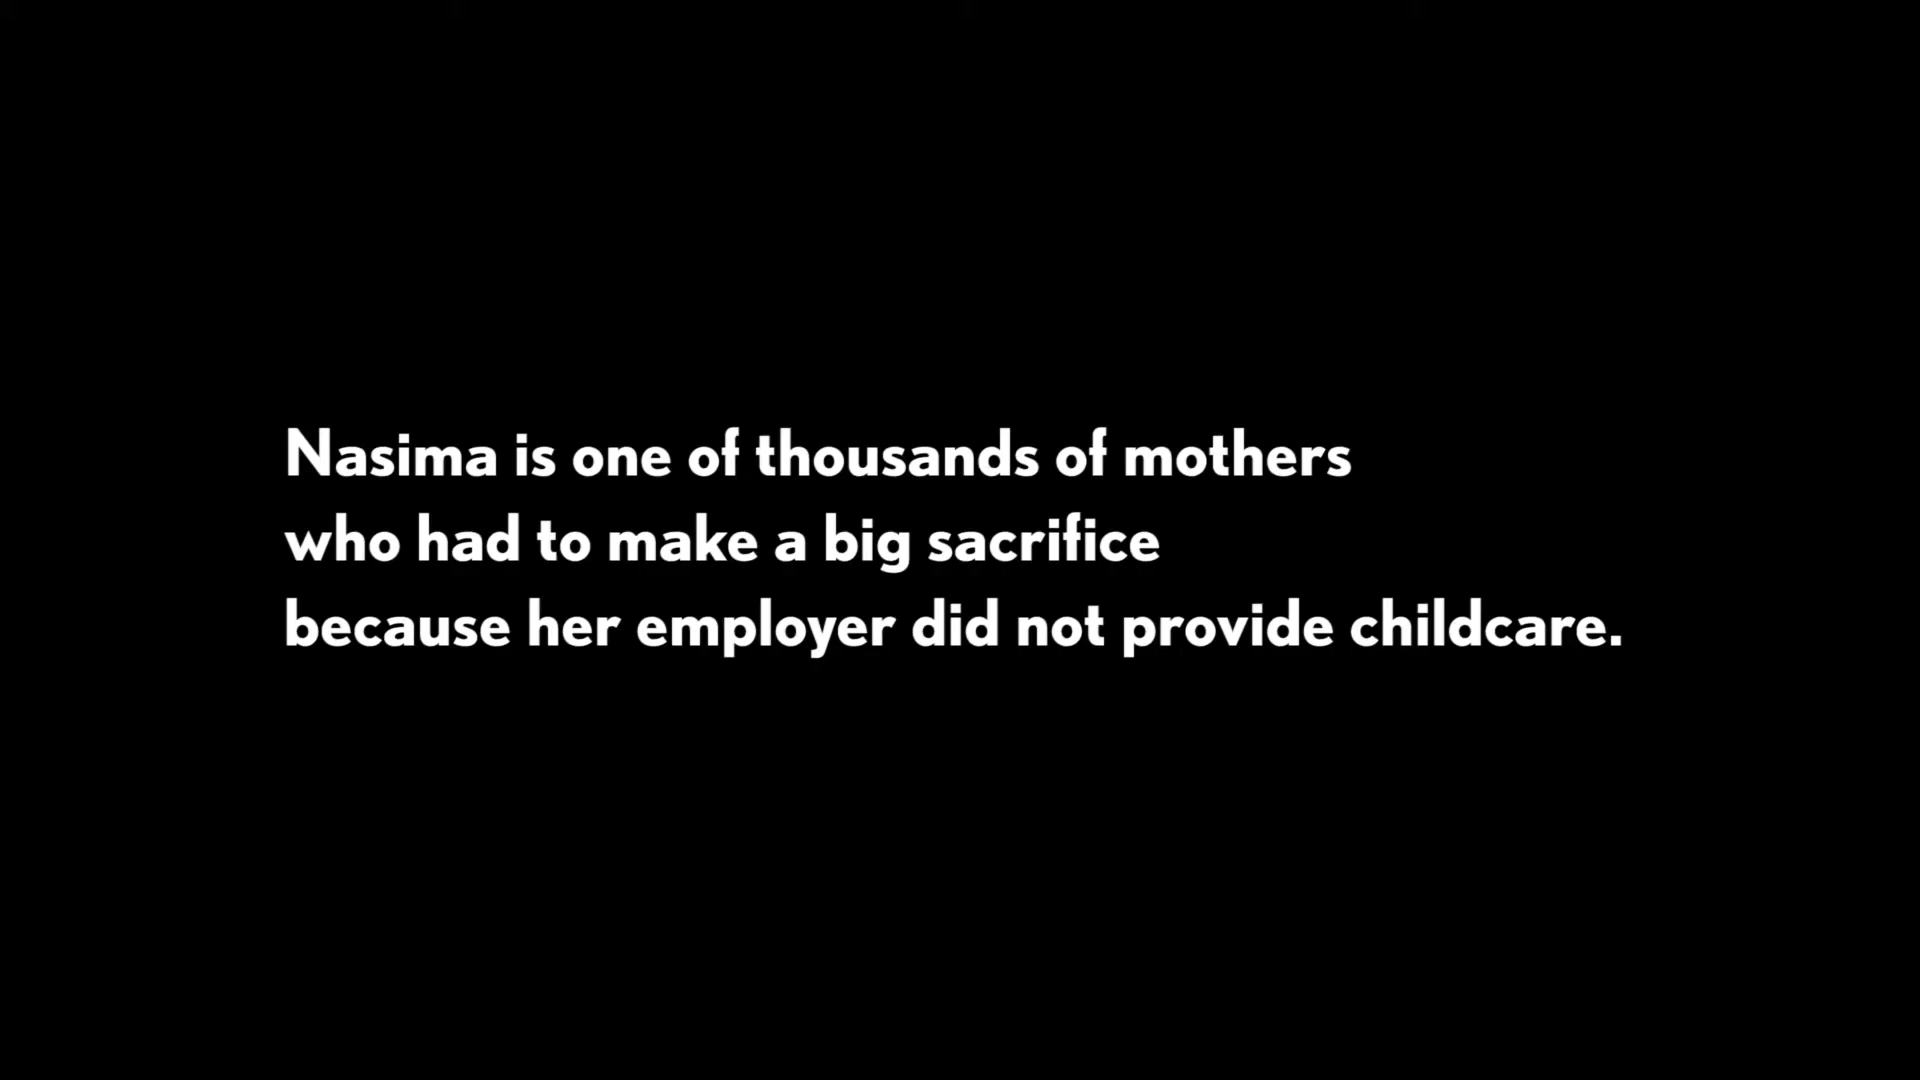 Nasima is one of thousands of mothers
who had to make a big sacrifice
because her employer did not provide childcare.